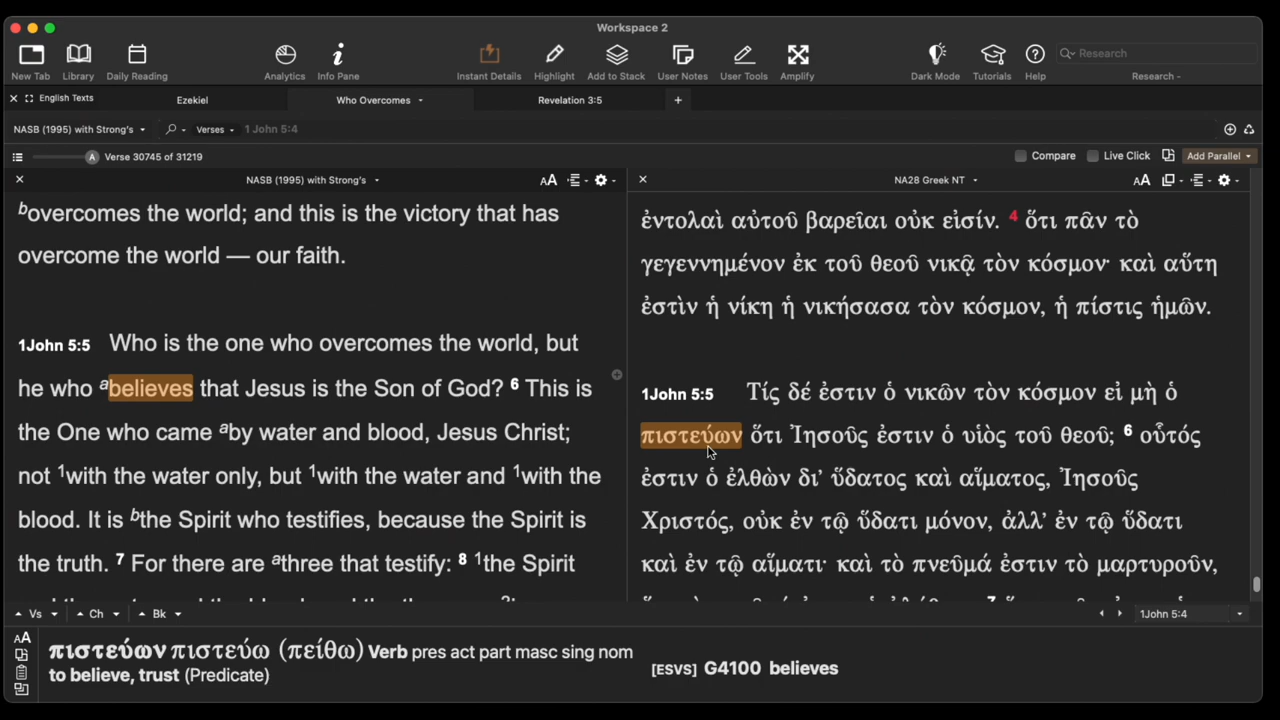 Workspace 2
New Tab
Library
Daily Reading
Analytics
Info Pane
Instant Details
Highlight
Add to Stack
User Notes
User Tools
Amplify
Dark Mode
Tutorials
Help
Research
Research
English Texts
Ezekiel
Who Overcomes
Revelation 3:5
NASB (1995) with Strong's
Verses
1 John 5:4
A Verse 30745 of 31219
Compare
Live Click
Add Parallel
NASB (1995) with Strong's
AA
bovercomes the world; and this is the victory that has
overcome the world — our faith.
1John 5:5 Who is the one who overcomes the world, but
he who abelieves that Jesus is the Son of God? 6 This is
the One who came aby water and blood, Jesus Christ;
not 1with the water only, but 1with the water and 1with the
blood. It is bthe Spirit who testifies, because the Spirit is
the truth. 7 For there are athree that testify: 8 1the Spirit
NA28 Greek NT
AA
ἐντολαὶ αὐτοῦ βαρεῖαι οὐκ εἰσίν. 4 ὅτι πᾶν τὸ
γεγεννημένον ἐκ τοῦ θεοῦ νικᾷ τὸν κόσμον· καὶ αὕτη
ἐστὶν ἡ νίκη ἡ νικήσασα τὸν κόσμον, ἡ πίστις ἡμῶν.
1John 5:5 Τίς δέ ἐστιν ὁ νικῶν τὸν κόσμον εἰ μὴ ὁ
πιστεύων ὅτι Ἰησοῦς ἐστιν ὁ υἱὸς τοῦ θεοῦ; 6 οὗτός
ἐστιν ὁ ἐλθὼν δι’ ὕδατος καὶ αἵματος, Ἰησοῦς
Χριστός, οὐκ ἐν τῷ ὕδατι μόνον, ἀλλ’ ἐν τῷ ὕδατι
καὶ ἐν τῷ αἵματι· καὶ τὸ πνεῦμά ἐστιν τὸ μαρτυροῦν,
Vs
Ch
Bk
1John 5:4
AA
πιστεύων πιστεύω (πείθω) Verb pres act part masc sing nom
to believe, trust (Predicate)
[ESVS] G4100 believes